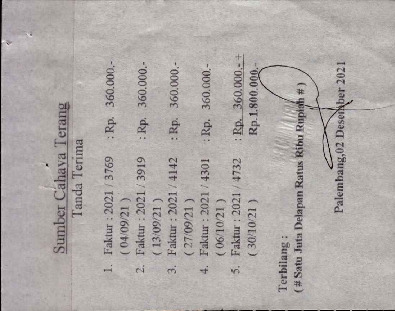 Sumber Cahaya Terang
Tanda Terima
1. Faktur : 2021 / 3769 : Rp. 360.000,-
( 04/09/21 )
2. Faktur : 2021 / 3919 : Rp. 360.000,-
( 13/09/21 )
3. Faktur : 2021 / 4142 : Rp. 360.000,-
( 27/09/21 )
4. Faktur : 2021 / 4301 : Rp. 360.000,-
( 06/10/21 )
5. Faktur : 2021 / 4732 : Rp. 360.000,- +
( 30/10/21 ) Rp.1.800.000,-
Terbilang :
( # Satu Juta Delapan Ratus Ribu Rupiah # )
Palembang,02 Desember 2021